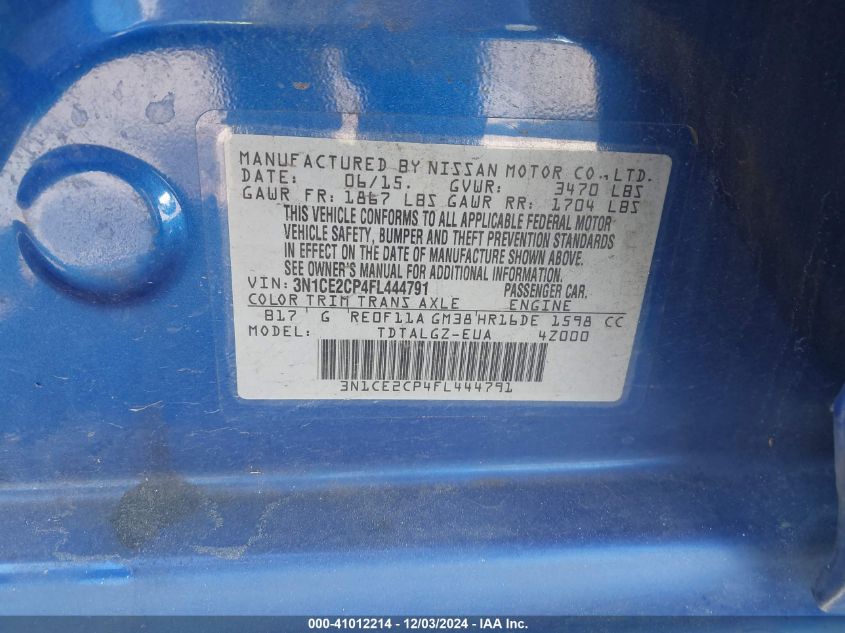 MANUFACTURED BY NISSAN MOTOR CO., LTD.
DATE: 06/15. GVWR: 3470 LBS
GAWR FR: 1867 LBS GAWR RR: 1704 LBS
THIS VEHICLE CONFORMS TO ALL APPLICABLE FEDERAL MOTOR
VEHICLE SAFETY, BUMPER AND THEFT PREVENTION STANDARDS
IN EFFECT ON THE DATE OF MANUFACTURE SHOWN ABOVE.
SEE OWNER'S MANUAL FOR ADDITIONAL INFORMATION.
VIN: 3N1CE2CP4FL444791 PASSENGER CAR.
COLOR TRIM TRANS AXLE ENGINE
B17 G RE0F11A GM38 HR16DE 1598 CC
MODEL: TDTALGZ-EUA 4Z000
3N1CE2CP4FL444791
000-41012214 - 12/03/2024 - IAA Inc.